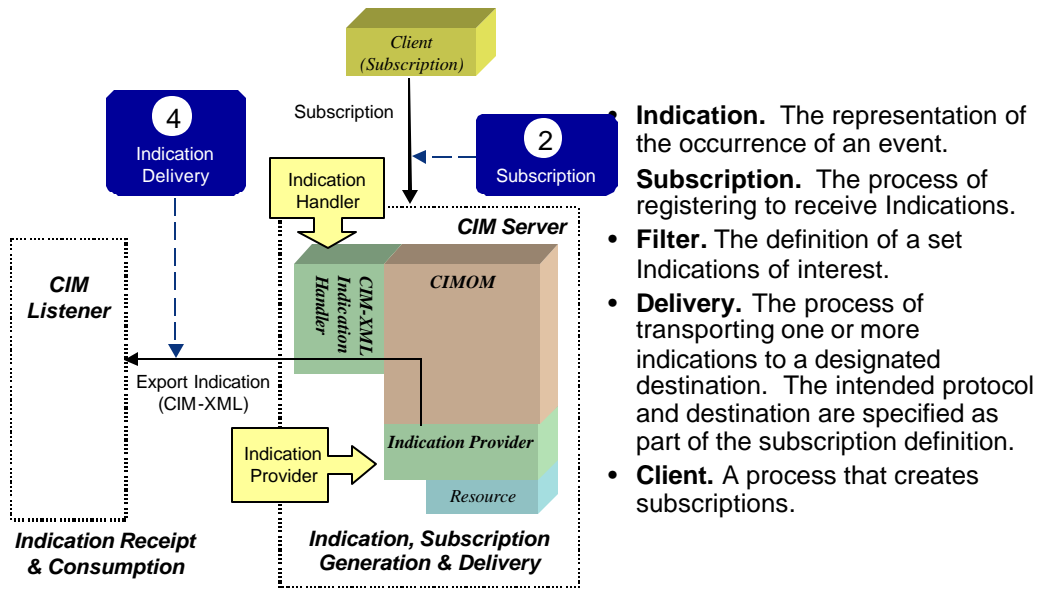 Client
(Subscription)
4
Indication
Delivery
Subscription
2
Subscription
Indication
Handler
CIM Server
CIM
Listener
CIM-XML
Indication
Handler
CIMOM
Export Indication
(CIM-XML)
Indication Provider
Indication
Provider
Resource
Indication Receipt
& Consumption
Indication, Subscription
Generation & Delivery
• Indication. The representation of
the occurrence of an event.
Subscription. The process of
registering to receive Indications.
• Filter. The definition of a set
Indications of interest.
• Delivery. The process of
transporting one or more
indications to a designated
destination. The intended protocol
and destination are specified as
part of the subscription definition.
• Client. A process that creates
subscriptions.